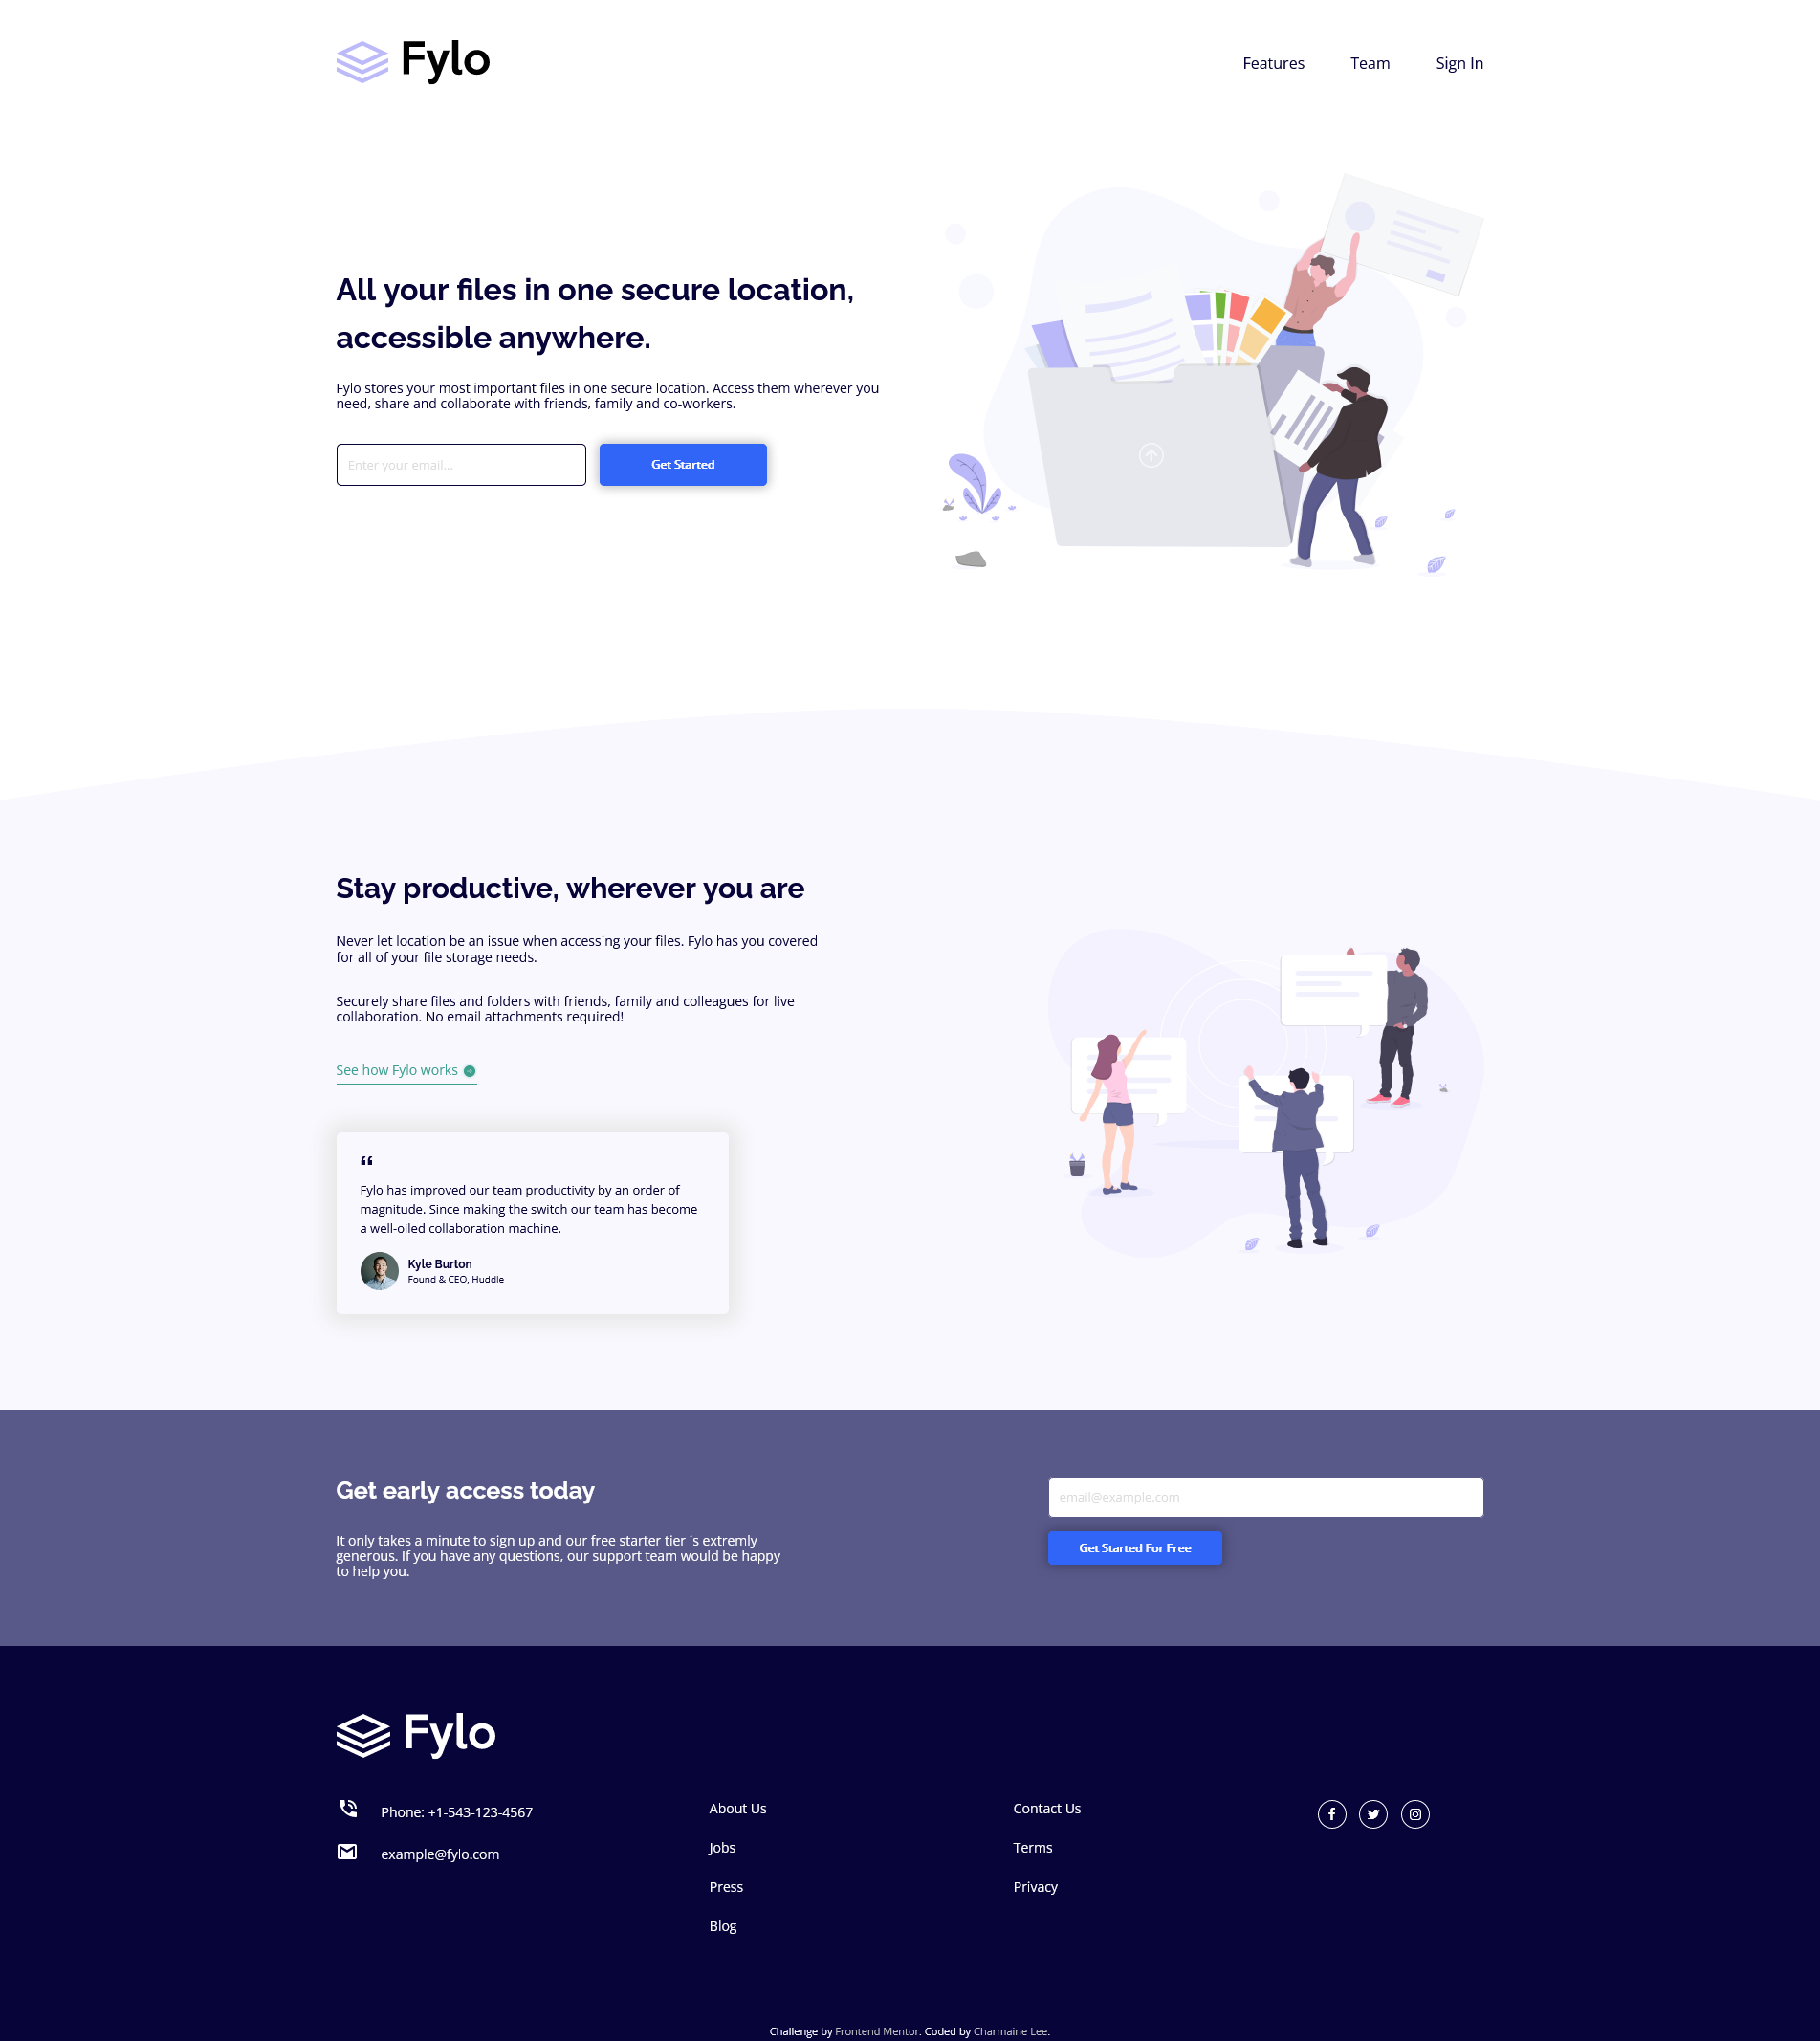 Fylo
Features
Team
Sign In
All your files in one secure location,
accessible anywhere.
Fylo stores your most important files in one secure location. Access them wherever you
need, share and collaborate with friends, family and co-workers.
Enter your email...
Get Started
Stay productive, wherever you are
Never let location be an issue when accessing your files. Fylo has you covered
for all of your file storage needs.
Securely share files and folders with friends, family and colleagues for live
collaboration. No email attachments required!
See how Fylo works
“
Fylo has improved our team productivity by an order of
magnitude. Since making the switch our team has become
a well-oiled collaboration machine.
Kyle Burton
Found & CEO, Huddle
Get early access today
It only takes a minute to sign up and our free starter tier is extremly
generous. If you have any questions, our support team would be happy
to help you.
email@example.com
Get Started For Free
Fylo
Phone: +1-543-123-4567
example@fylo.com
About Us
Jobs
Press
Blog
Contact Us
Terms
Privacy
Challenge by Frontend Mentor. Coded by Charmaine Lee.